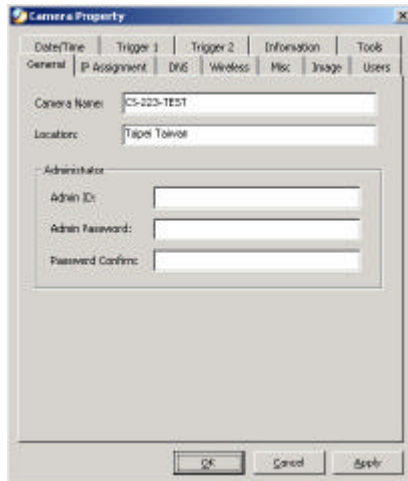 Camera Property
Date/Time Trigger 1 Trigger 2 Information Tools
General IP Assignment DNS Wireless Misc Image Users
Camera Name: CS-223-TEST
Location: Taipei Taiwan
Administrator
Admin ID:
Admin Password:
Password Confirm:
OK Cancel Apply